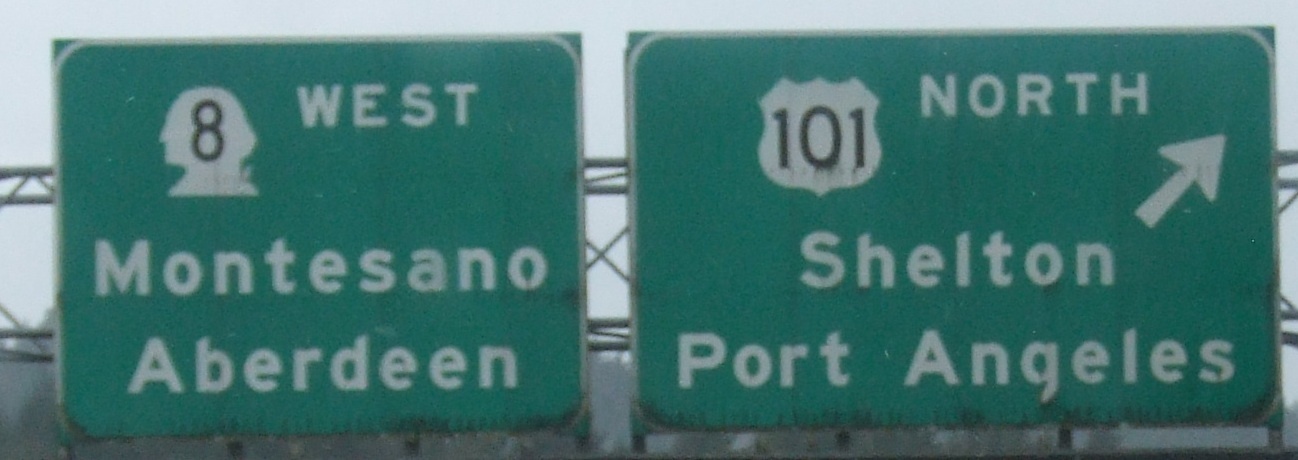 8 WEST
Montesano
Aberdeen
101 NORTH
Shelton
Port Angeles